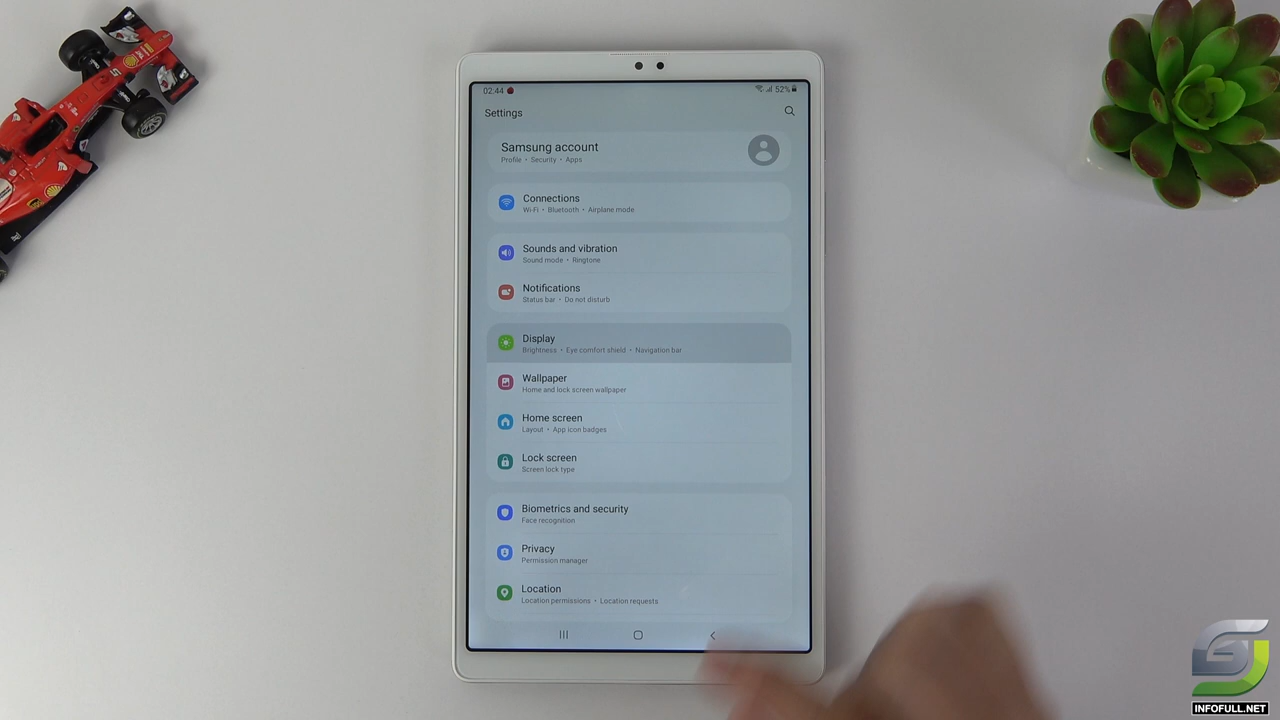 02:44
52%
Settings
Samsung account
Profile • Security • Apps
Connections
Wi-Fi • Bluetooth • Airplane mode
Sounds and vibration
Sound mode • Ringtone
Notifications
Status bar • Do not disturb
Display
Brightness • Eye comfort shield • Navigation bar
Wallpaper
Home and lock screen wallpaper
Home screen
Layout • App icon badges
Lock screen
Screen lock type
Biometrics and security
Face recognition
Privacy
Permission manager
Location
Location permissions • Location requests
INFOFULL.NET